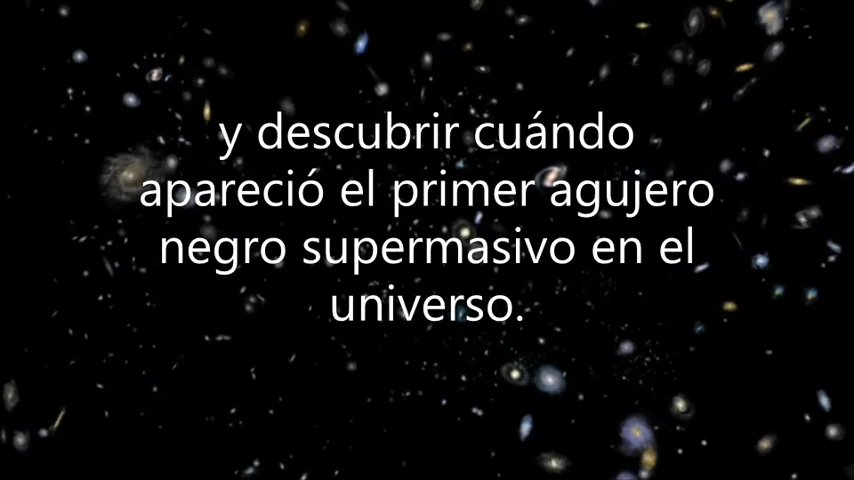 y descubrir cuándo
apareció el primer agujero
negro supermasivo en el
universo.